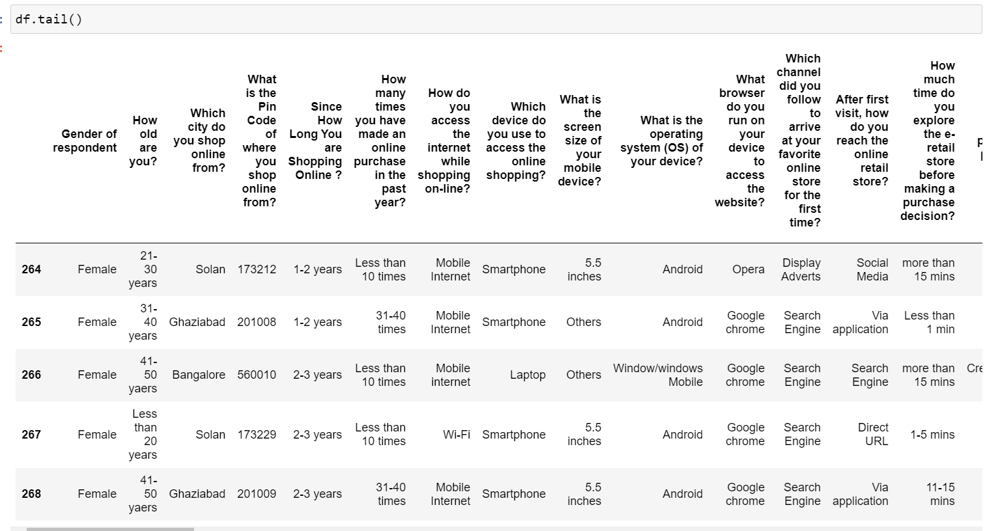 df.tail()
Gender of respondent | How old are you? | Which city do you shop online from? | What is the Pin Code of where you shop online from? | Since How Long You are Shopping Online ? | How many times you have made an online purchase in the past year? | How do you access the internet while shopping on-line? | Which device do you use to access the online shopping? | What is the screen size of your mobile device? | What is the operating system (OS) of your device? | What browser do you run on your device to access the website? | Which channel did you follow to arrive at your favorite online store for the first time? | After first visit, how do you reach the online retail store? | How much time do you explore the e-retail store before making a purchase decision?
264 | Female | 21-30 years | Solan | 173212 | 1-2 years | Less than 10 times | Mobile Internet | Smartphone | 5.5 inches | Android | Opera | Display Adverts | Social Media | more than 15 mins
265 | Female | 31-40 years | Ghaziabad | 201008 | 1-2 years | 31-40 times | Mobile Internet | Smartphone | Others | Android | Google chrome | Search Engine | Via application | Less than 1 min
266 | Female | 41-50 yaers | Bangalore | 560010 | 2-3 years | Less than 10 times | Mobile internet | Laptop | Others | Window/windows Mobile | Google chrome | Search Engine | Search Engine | more than 15 mins
267 | Female | Less than 20 years | Solan | 173229 | 2-3 years | Less than 10 times | Wi-Fi | Smartphone | 5.5 inches | Android | Google chrome | Search Engine | Direct URL | 1-5 mins
268 | Female | 41-50 yaers | Ghaziabad | 201009 | 2-3 years | 31-40 times | Mobile Internet | Smartphone | 5.5 inches | Android | Google chrome | Search Engine | Via application | 11-15 mins